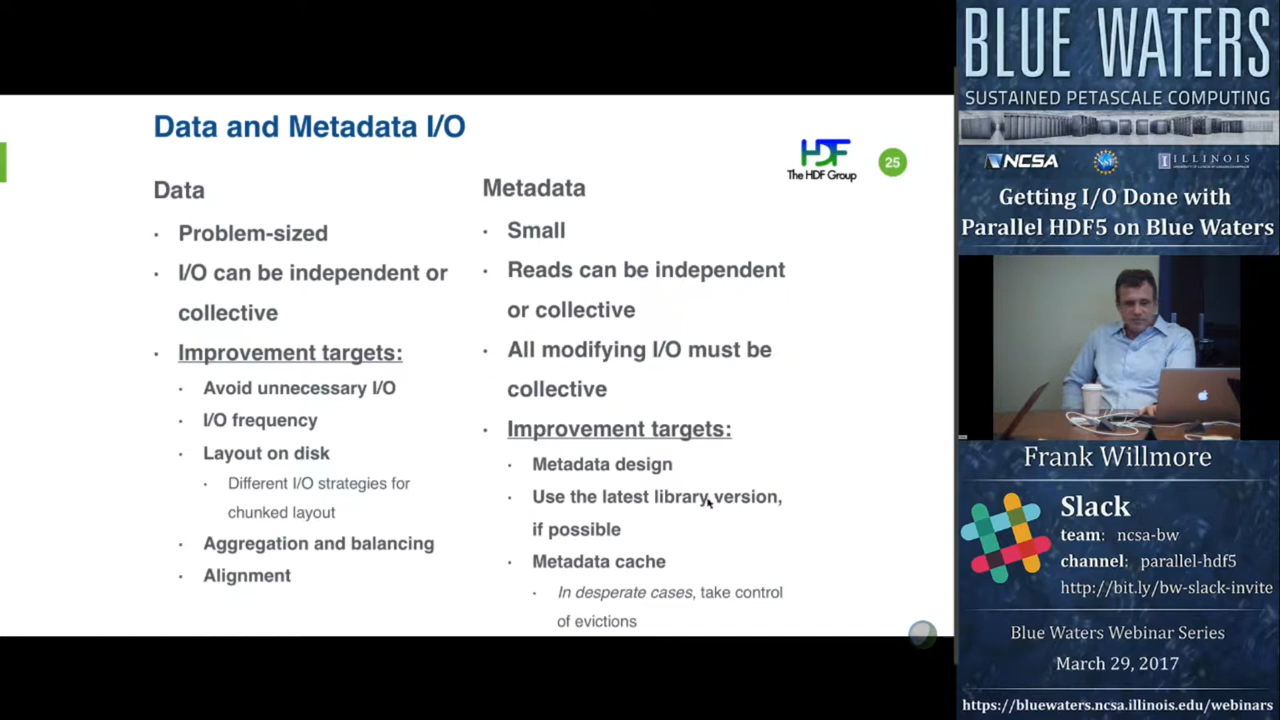 Data and Metadata I/O
HDF
The HDF Group
25
Data
· Problem-sized
· I/O can be independent or
collective
· Improvement targets:
· Avoid unnecessary I/O
· I/O frequency
· Layout on disk
· Different I/O strategies for
chunked layout
· Aggregation and balancing
· Alignment
Metadata
· Small
· Reads can be independent
or collective
· All modifying I/O must be
collective
· Improvement targets:
· Metadata design
· Use the latest library version,
if possible
· Metadata cache
· In desperate cases, take control
of evictions
BLUE WATERS
SUSTAINED PETASCALE COMPUTING
NCSA
ILLINOIS
Getting I/O Done with
Parallel HDF5 on Blue Waters
Frank Willmore
Slack
team: ncsa-bw
channel: parallel-hdf5
http://bit.ly/bw-slack-invite
Blue Waters Webinar Series
March 29, 2017
https://bluewaters.ncsa.illinois.edu/webinars